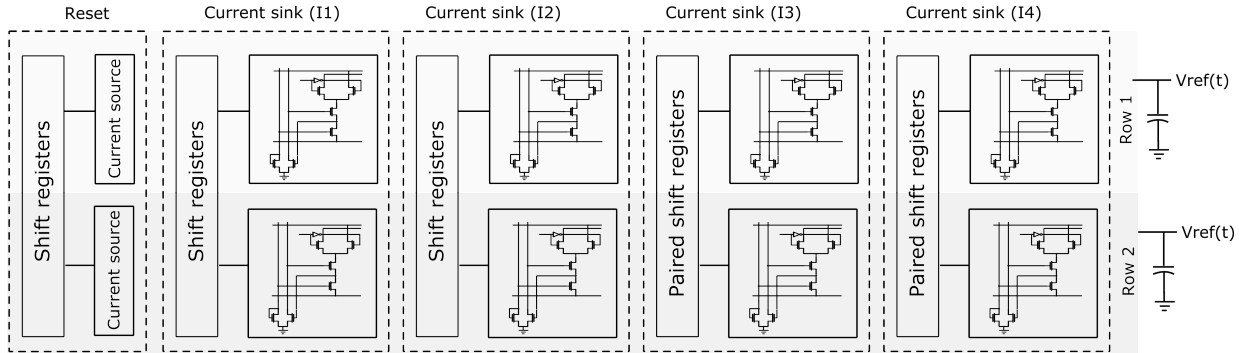 Reset
Current sink (I1)
Current sink (I2)
Current sink (I3)
Current sink (I4)
Shift registers
Current source
Current source
Shift registers
Shift registers
Paired shift registers
Paired shift registers
Row 1
Vref(t)
Row 2
Vref(t)